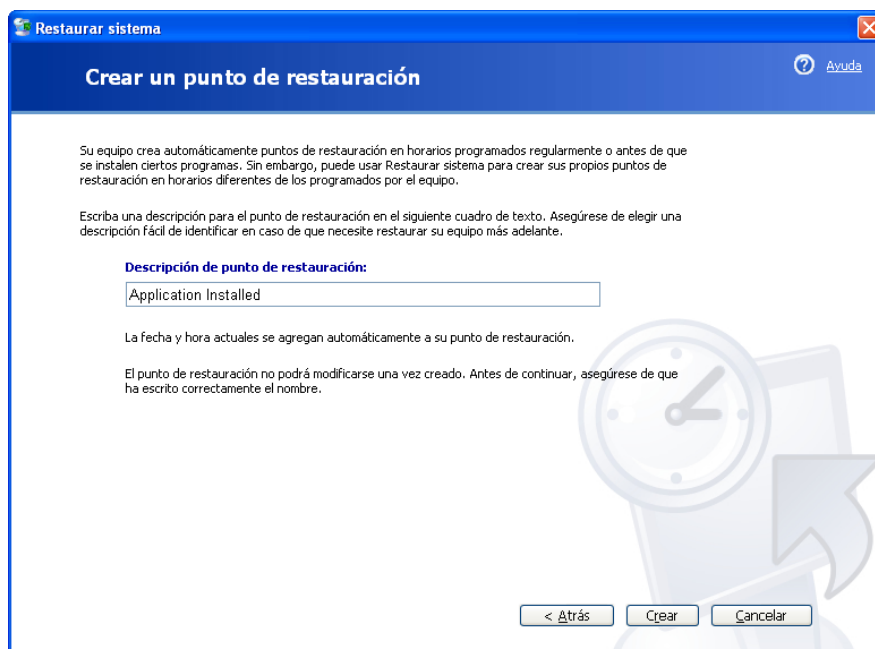 Restaurar sistema
Crear un punto de restauración
Ayuda
Su equipo crea automáticamente puntos de restauración en horarios programados regularmente o antes de que
se instalen ciertos programas. Sin embargo, puede usar Restaurar sistema para crear sus propios puntos de
restauración en horarios diferentes de los programados por el equipo.
Escriba una descripción para el punto de restauración en el siguiente cuadro de texto. Asegúrese de elegir una
descripción fácil de identificar en caso de que necesite restaurar su equipo más adelante.
Descripción de punto de restauración:
Application Installed
La fecha y hora actuales se agregan automáticamente a su punto de restauración.
El punto de restauración no podrá modificarse una vez creado. Antes de continuar, asegúrese de que
ha escrito correctamente el nombre.
< Atrás Crear Cancelar